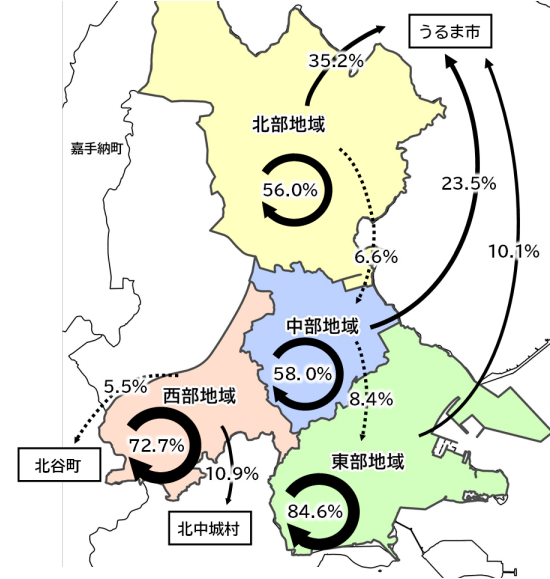 うるま市
35.2%
北部地域
嘉手納町
56.0%
23.5%
6.6%
10.1%
中部地域
58.0%
5.5%
西部地域
8.4%
72.7%
東部地域
北谷町
10.9%
84.6%
北中城村